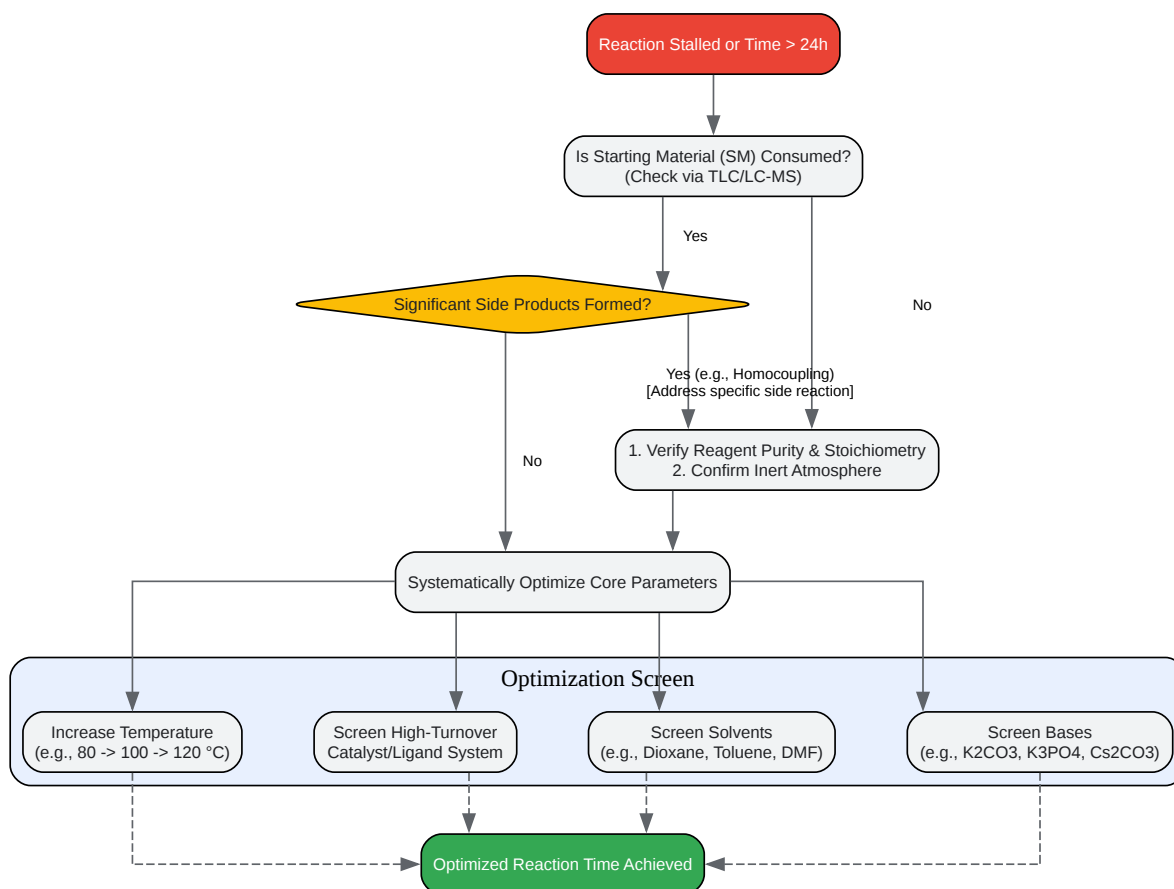 Reaction Stalled or Time > 24h
Is Starting Material (SM) Consumed?
(Check via TLC/LC-MS)
Yes
Significant Side Products Formed?
No
Yes (e.g., Homocoupling)
[Address specific side reaction]
1. Verify Reagent Purity & Stoichiometry
2. Confirm Inert Atmosphere
No
Systematically Optimize Core Parameters
Optimization Screen
Increase Temperature
(e.g., 80 -> 100 -> 120 °C)
Screen High-Turnover
Catalyst/Ligand System
Screen Solvents
(e.g., Dioxane, Toluene, DMF)
Screen Bases
(e.g., K2CO3, K3PO4, Cs2CO3)
Optimized Reaction Time Achieved